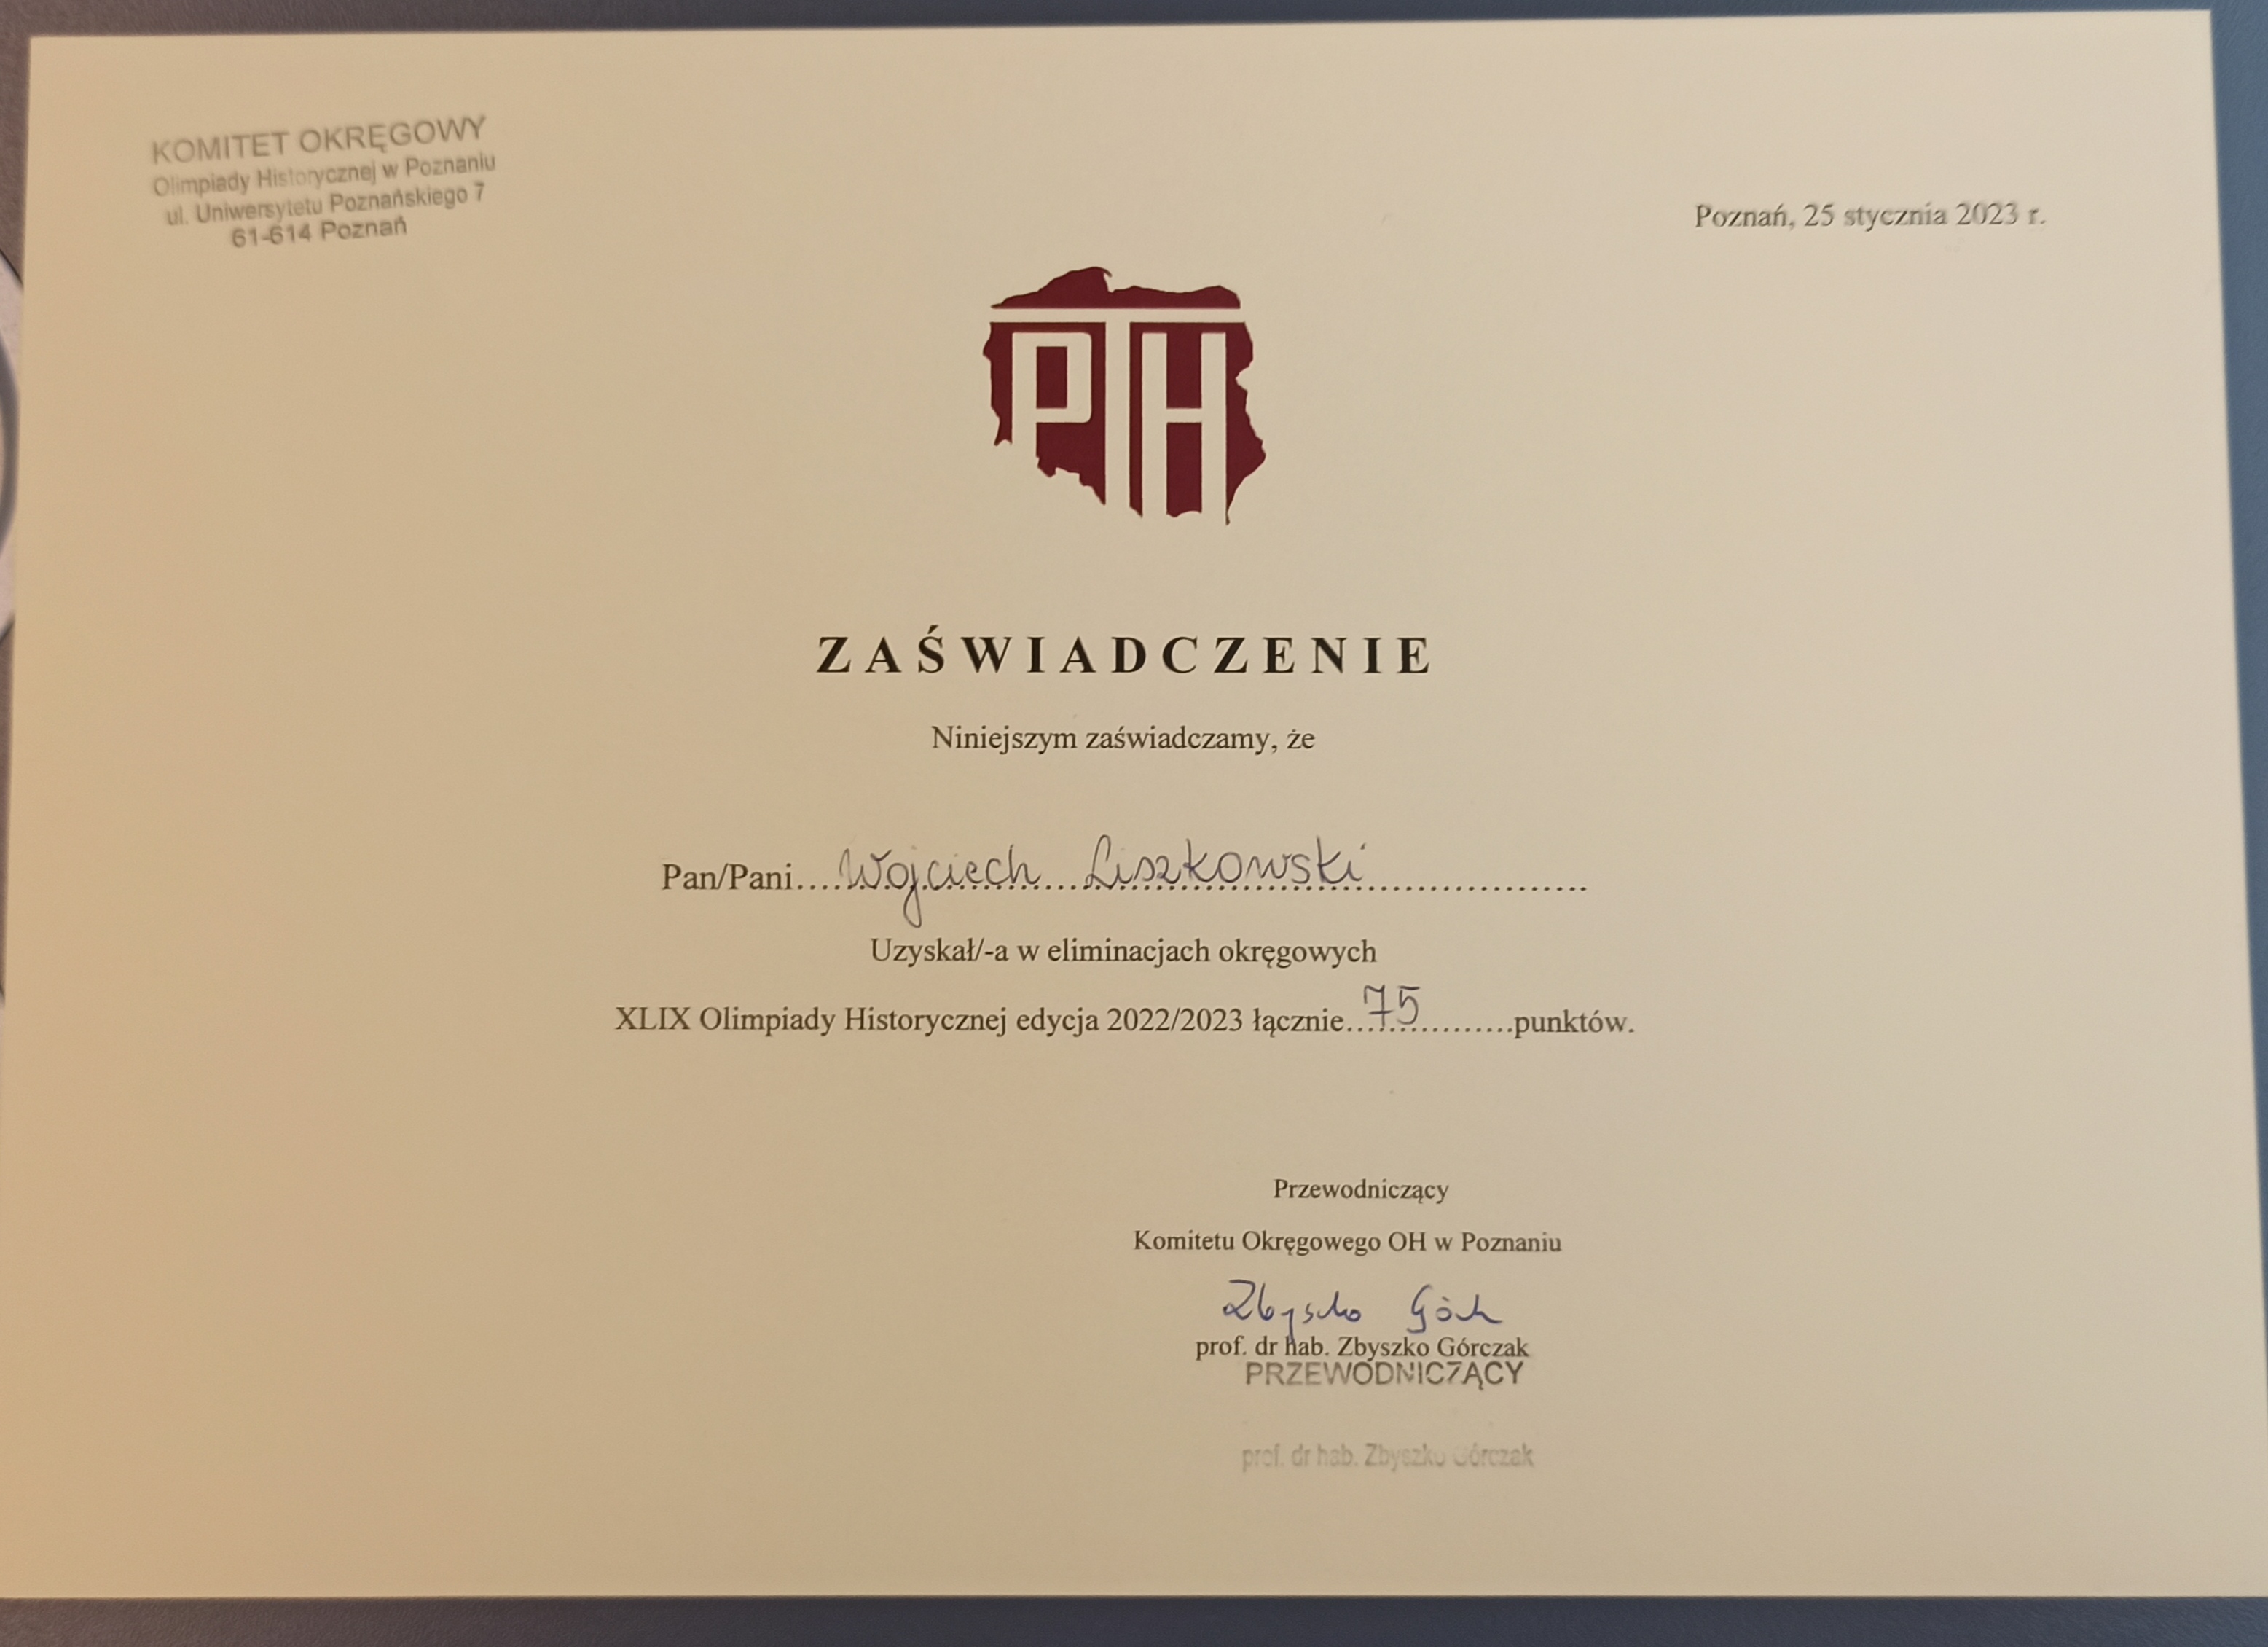 KOMITET OKRĘGOWY
Olimpiady Historycznej w Poznaniu
ul. Uniwersytetu Poznańskiego 7
61-614 Poznań
Poznań, 25 stycznia 2023 r.
PTH
ZAŚWIADCZENIE
Niniejszym zaświadczamy, że
Pan/Pani....Wojciech Liszkowski....
Uzyskał/-a w eliminacjach okręgowych
XLIX Olimpiady Historycznej edycja 2022/2023 łącznie...75............punktów.
Przewodniczący
Komitetu Okręgowego OH w Poznaniu
Zbyszko Górcz
prof. dr hab. Zbyszko Górczak
PRZEWODNICZĄCY
prof. dr hab. Zbyszko Górczak